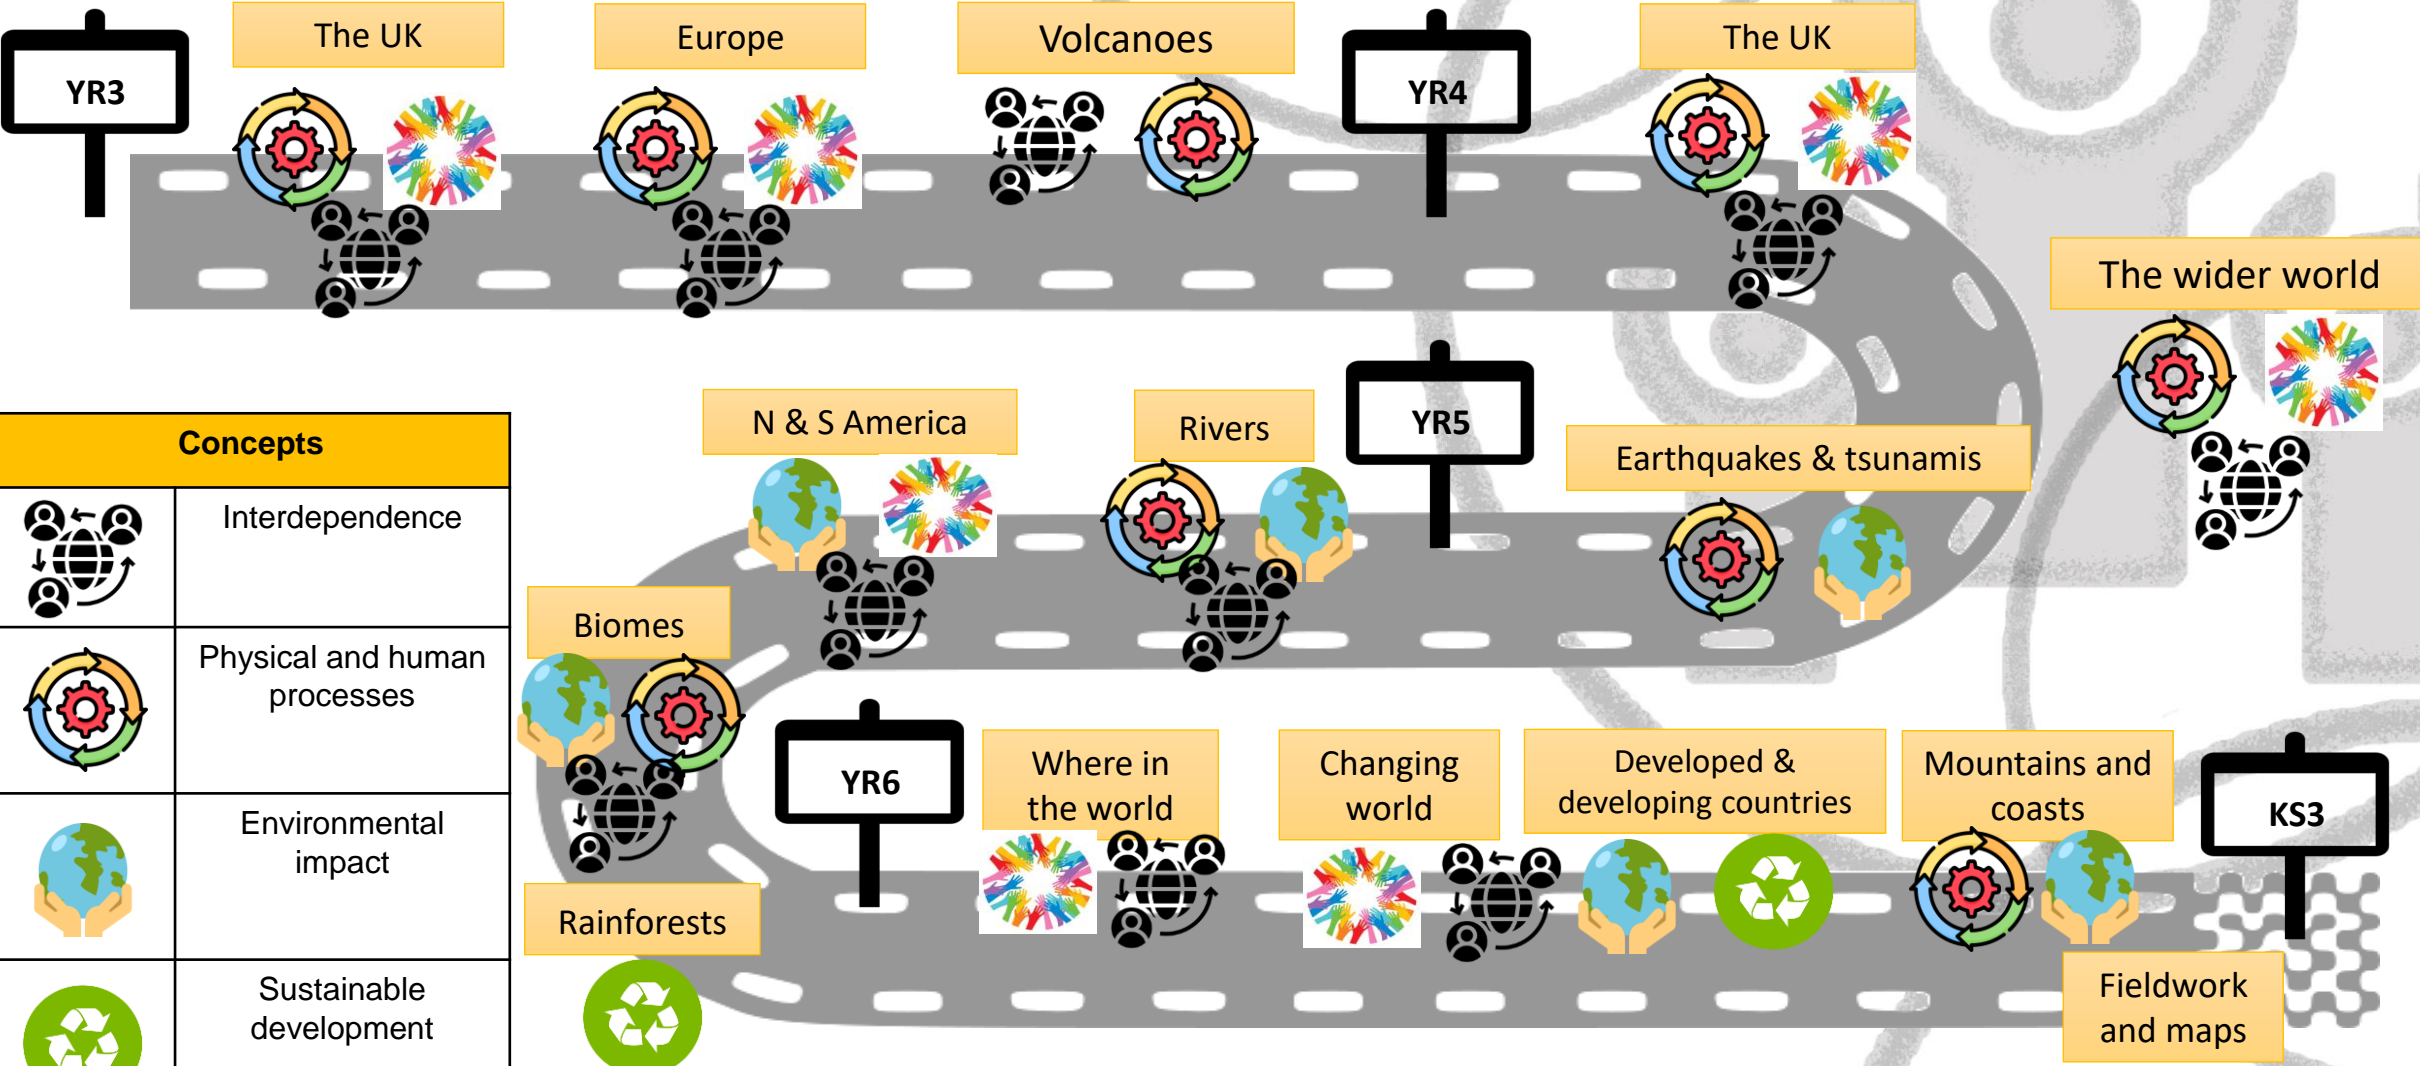 YR3
The UK
Europe
Volcanoes
YR4
The UK
The wider world
Concepts
Interdependence
Physical and human
processes
Environmental
impact
Sustainable
development
N & S America
Rivers
YR5
Earthquakes & tsunamis
Biomes
Rainforests
YR6
Where in
the world
Changing
world
Developed &
developing countries
Mountains and
coasts
KS3
Fieldwork
and maps